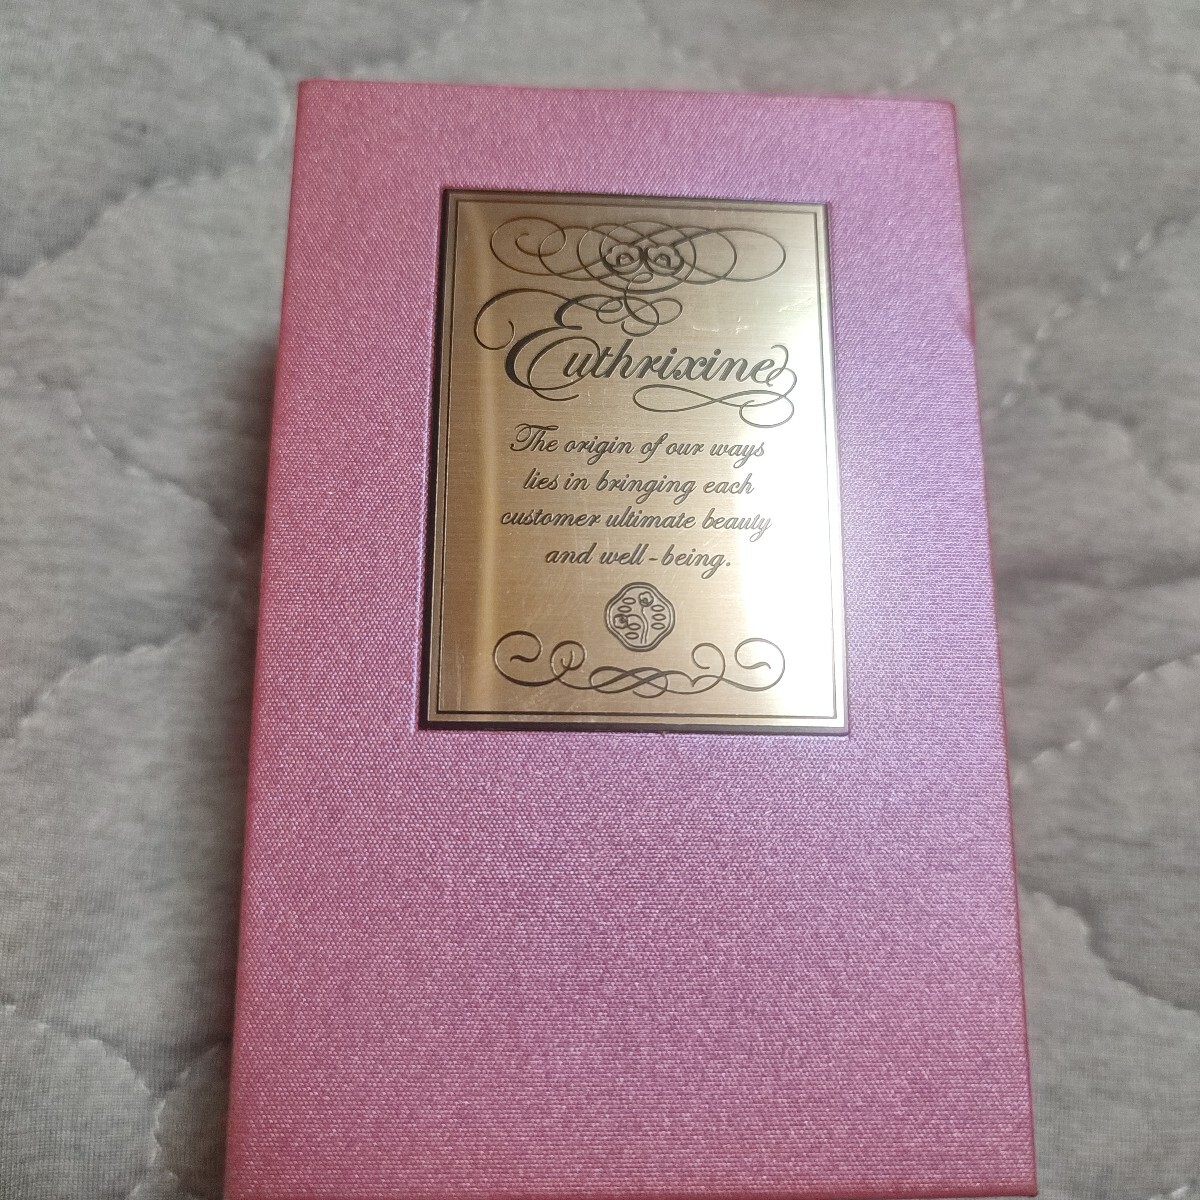 Euthrixine
The origin of our ways
lies in bringing each
customer ultimate beauty
and well-being.